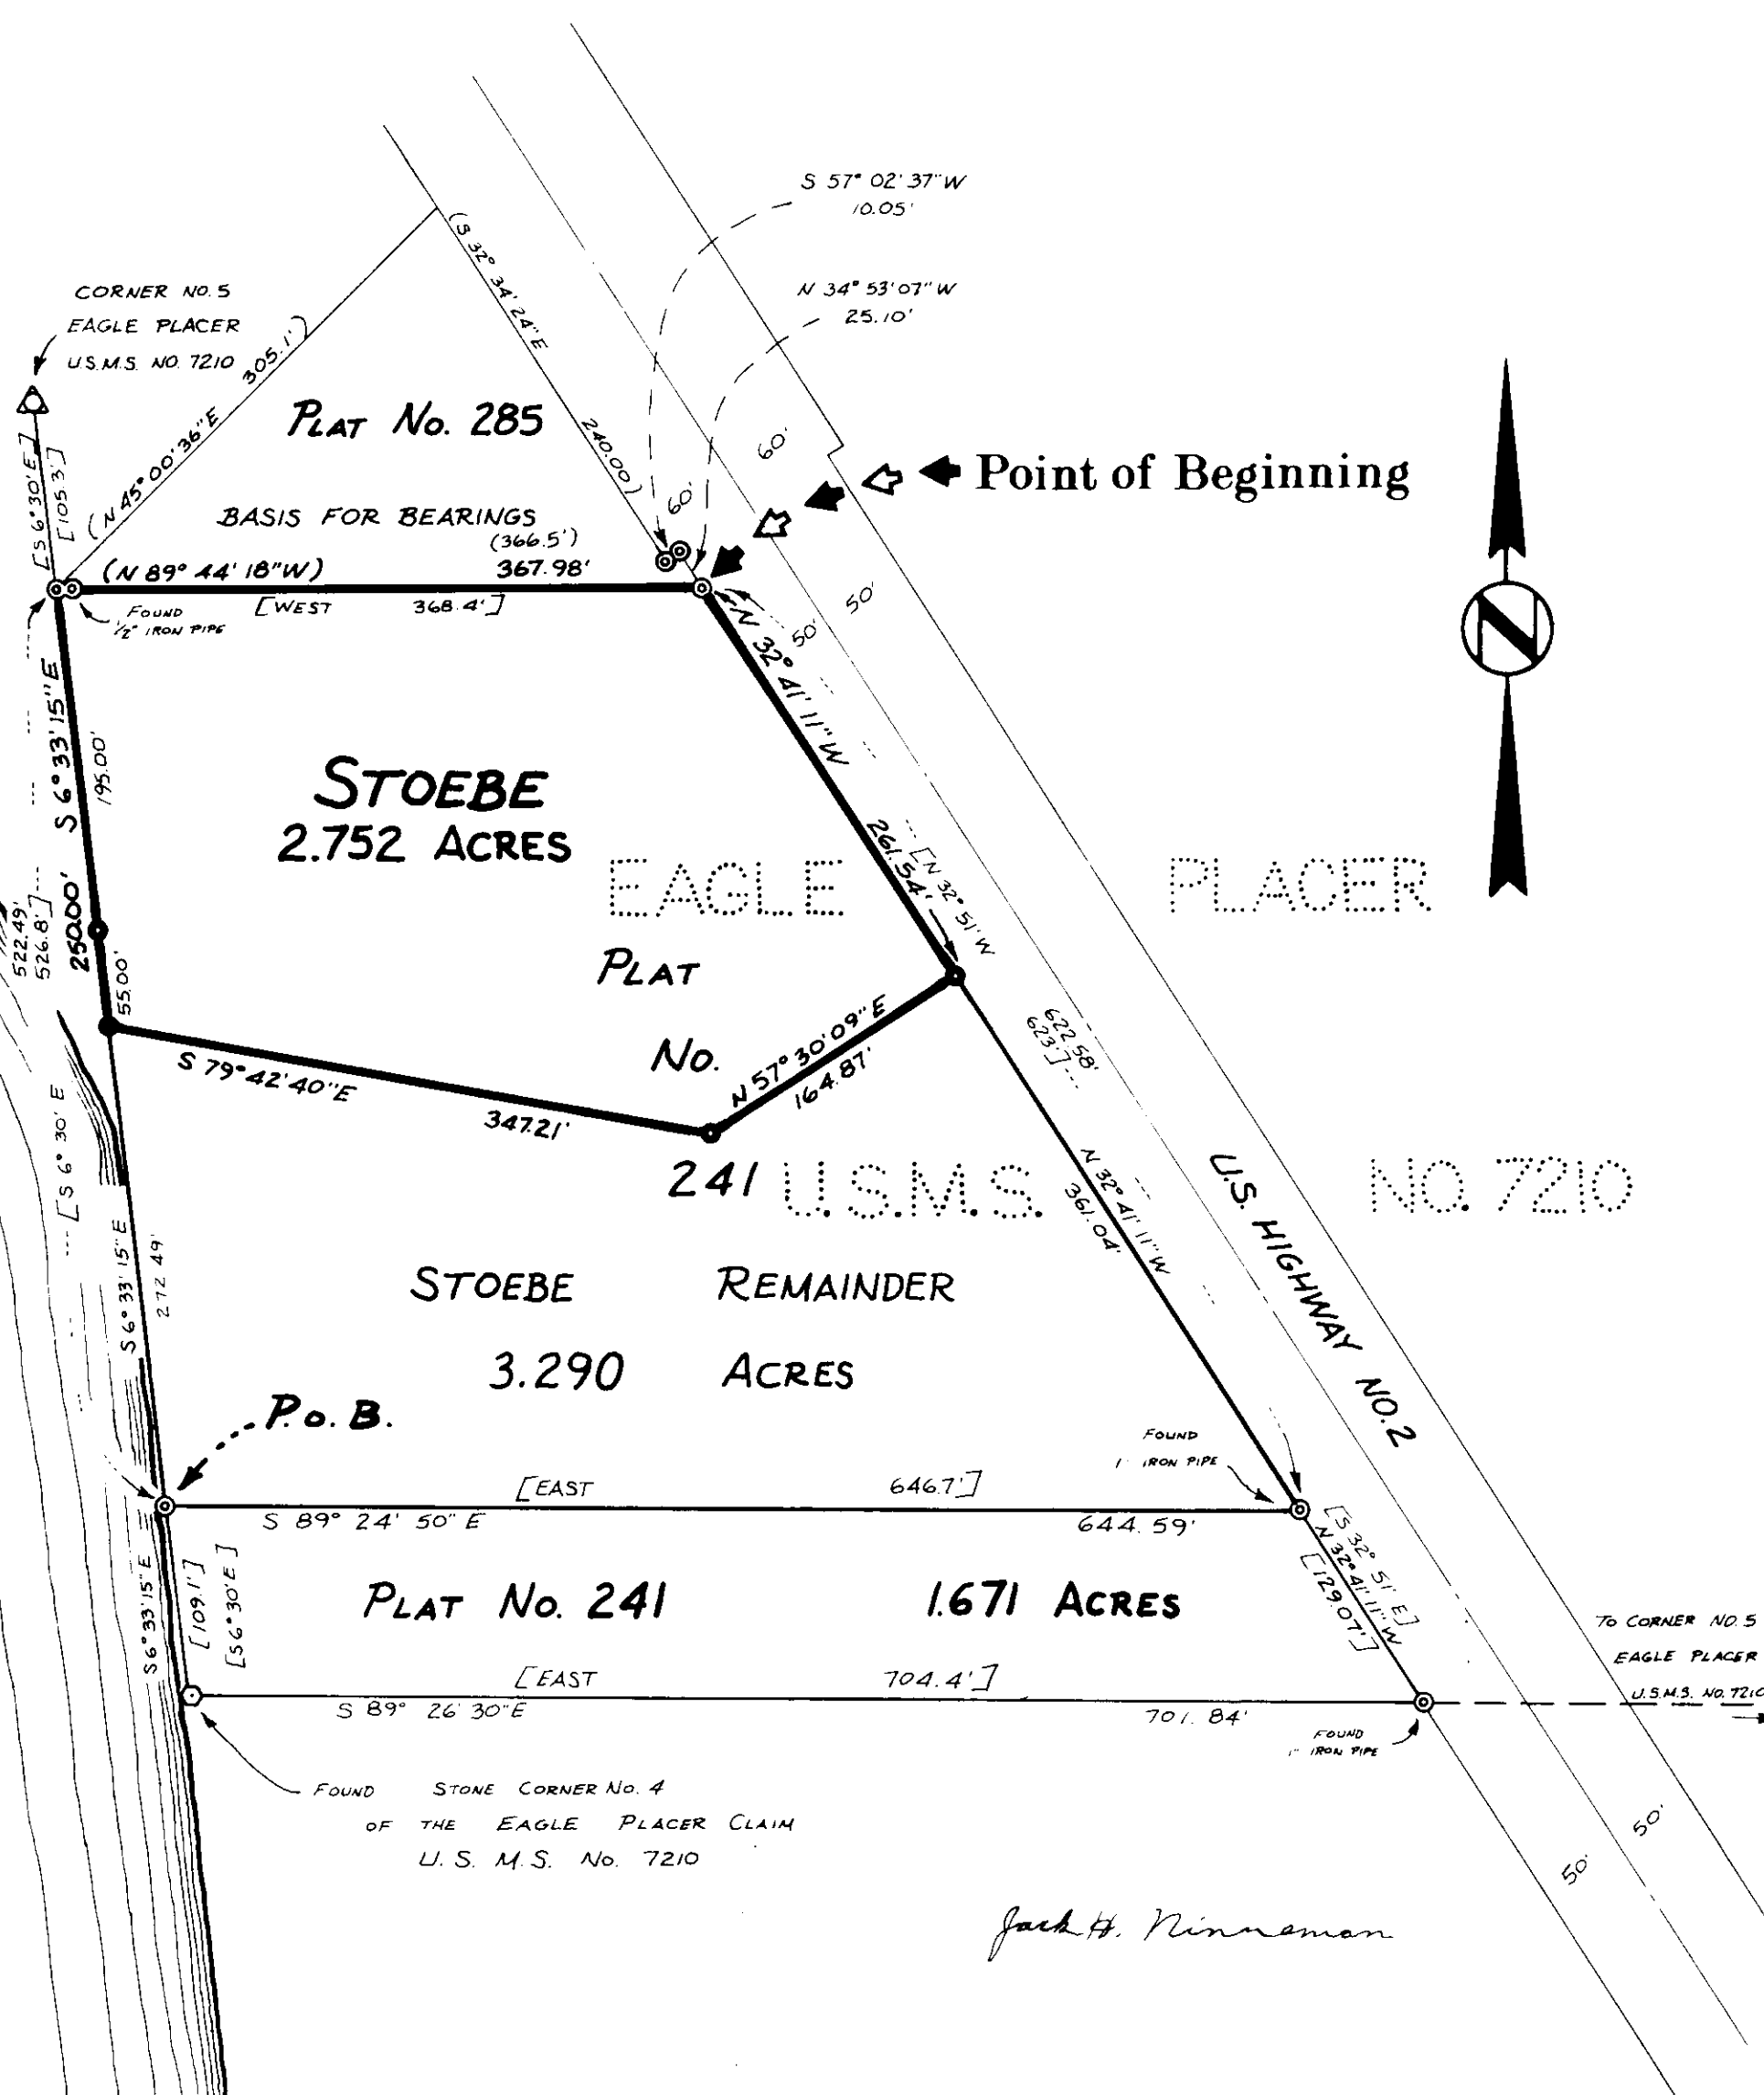 S 57° 02' 37" W
10.05'
N 34° 53' 07" W
25.10'
CORNER NO. 5
EAGLE PLACER
U.S.M.S. NO. 7210
(S 32° 34' 24" E
240.00)
(N 45° 00' 36" E
305.1')
PLAT NO. 285
[S 6° 30' E]
[105.3']
60'
60'
Point of Beginning
BASIS FOR BEARINGS
(366.5')
(N 89° 44' 18" W)
367.98'
FOUND
1/2" IRON PIPE
[WEST
368.4']
50'
50'
N
N 32° 41' 11" W
261.54'
[N 32° 51' W
S 6° 33' 15" E
250.00'
195.00'
55.00'
522.49'
526.8']
STOEBE
2.752 ACRES
EAGLE
PLACER
PLAT
NO.
241
U.S.M.S.
NO. 7210
S 79° 42' 40" E
347.21'
N 57° 30' 09" E
164.87'
622.58'
623']
[S 6° 30' E
N 32° 41' 11" W
361.04'
U.S. HIGHWAY NO. 2
S 6° 33' 15" E
272.49'
STOEBE REMAINDER
3.290 ACRES
P.O.B.
FOUND
1" IRON PIPE
[EAST
646.7']
S 89° 24' 50" E
644.59'
[S 32° 51' E]
N 32° 41' 11" W
[129.07']
S 6° 33' 15" E
[109.1']
[S 6° 30' E]
PLAT NO. 241
1.671 ACRES
TO CORNER NO. 5
EAGLE PLACER
U.S.M.S. NO. 7210
[EAST
704.4']
S 89° 26' 30" E
701.84'
FOUND
1" IRON PIPE
FOUND STONE CORNER NO. 4
OF THE EAGLE PLACER CLAIM
U. S. M. S. NO. 7210
50'
50'
Jack H. Ninneman